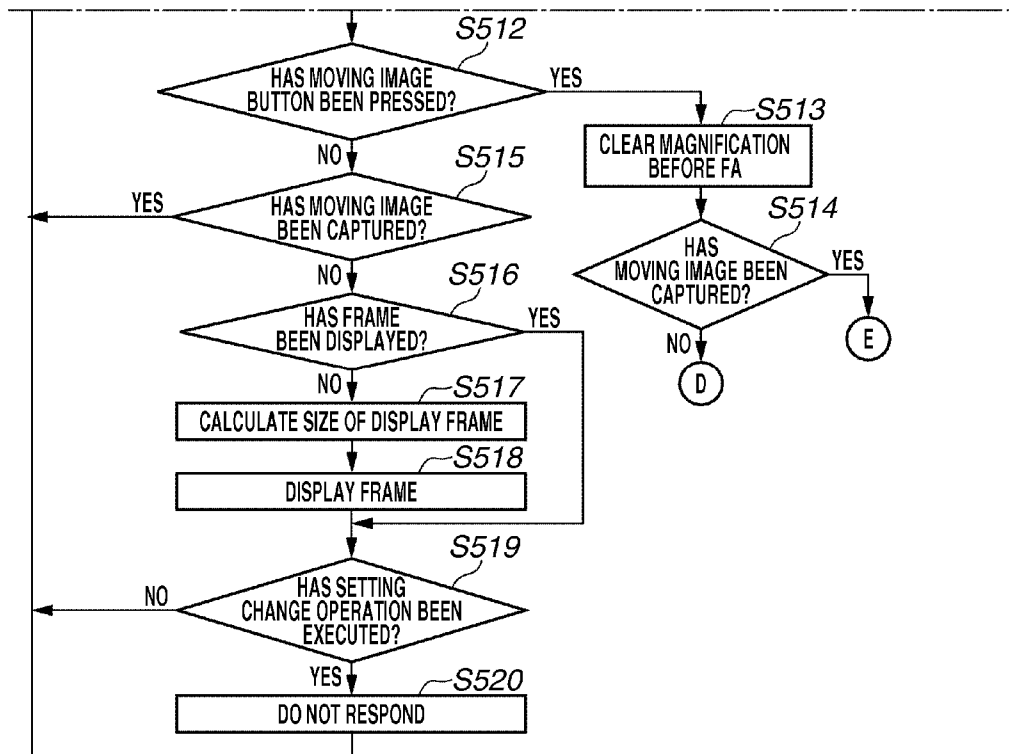 S512
HAS MOVING IMAGE
BUTTON BEEN PRESSED?
YES
NO
S513
CLEAR MAGNIFICATION
BEFORE FA
S515
YES
HAS MOVING IMAGE
BEEN CAPTURED?
NO
S514
HAS
MOVING IMAGE BEEN
CAPTURED?
YES
NO
E
D
S516
HAS FRAME
BEEN DISPLAYED?
YES
NO
S517
CALCULATE SIZE OF DISPLAY FRAME
S518
DISPLAY FRAME
S519
NO
HAS SETTING
CHANGE OPERATION BEEN
EXECUTED?
YES
S520
DO NOT RESPOND